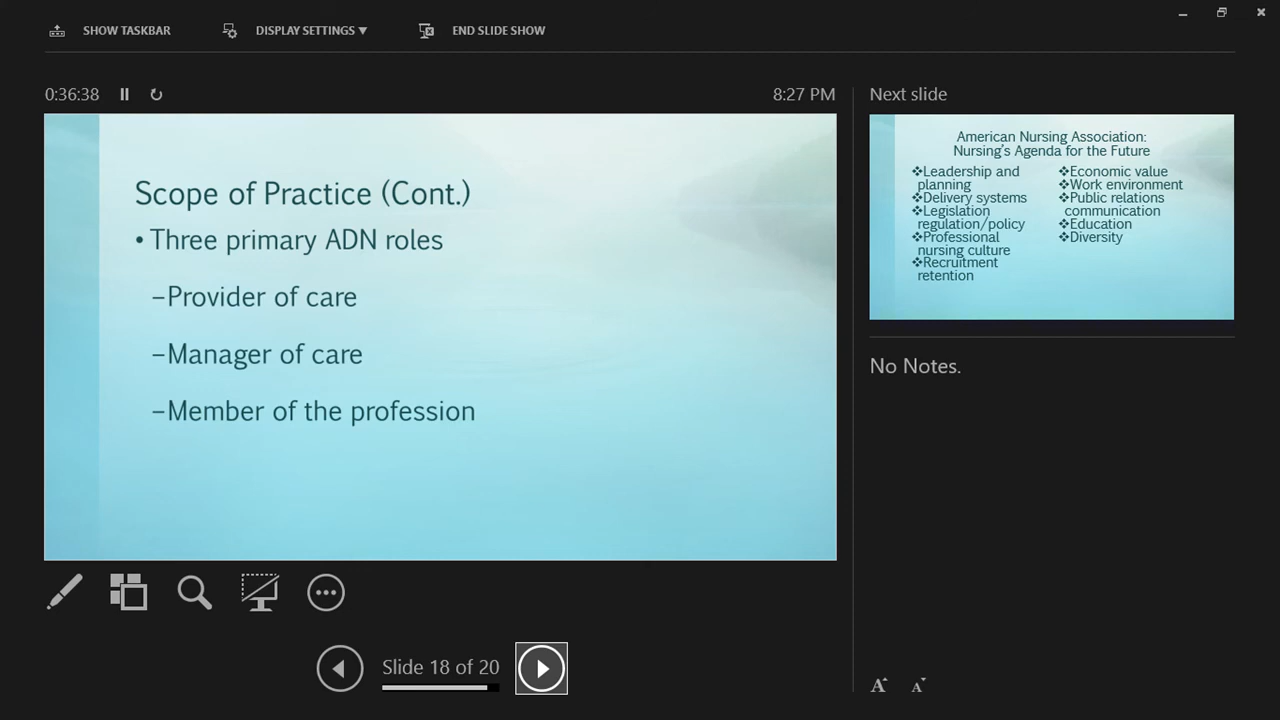 SHOW TASKBAR
DISPLAY SETTINGS ▼
END SLIDE SHOW
0:36:38
8:27 PM
Scope of Practice (Cont.)
• Three primary ADN roles
–Provider of care
–Manager of care
–Member of the profession
Next slide
American Nursing Association:
Nursing's Agenda for the Future
❖Leadership and
planning
❖Delivery systems
❖Legislation
regulation/policy
❖Professional
nursing culture
❖Recruitment
retention
❖Economic value
❖Work environment
❖Public relations
communication
❖Education
❖Diversity
No Notes.
Slide 18 of 20
A A